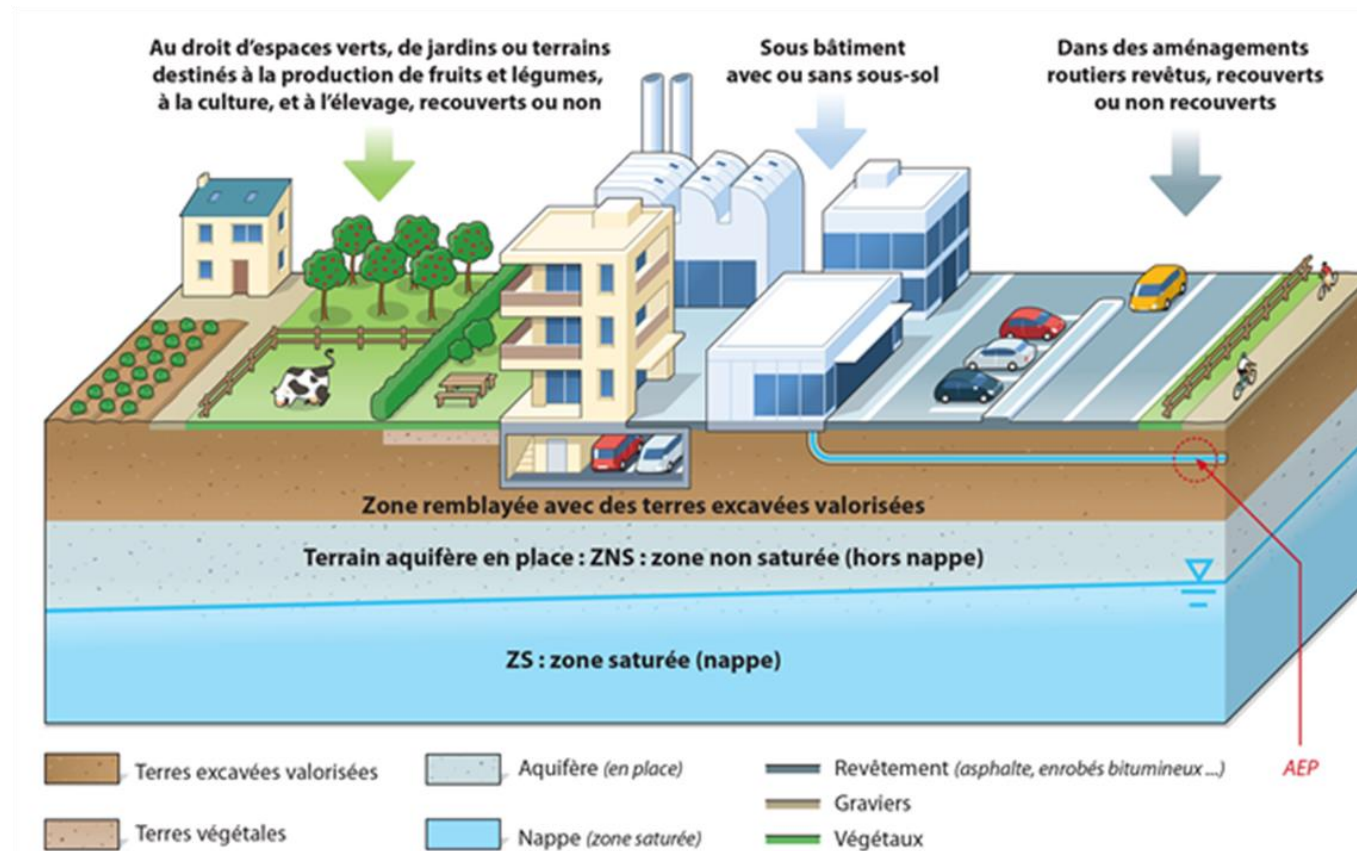 Au droit d'espaces verts, de jardins ou terrains
destinés à la production de fruits et légumes,
à la culture, et à l'élevage, recouverts ou non
Sous bâtiment
avec ou sans sous-sol
Dans des aménagements
routiers revêtus, recouverts
ou non recouverts
Zone remblayée avec des terres excavées valorisées
Terrain aquifère en place : ZNS : zone non saturée (hors nappe)
ZS : zone saturée (nappe)
Terres excavées valorisées
Terres végétales
Aquifère (en place)
Nappe (zone saturée)
Revêtement (asphalte, enrobés bitumineux ...)
Graviers
Végétaux
AEP